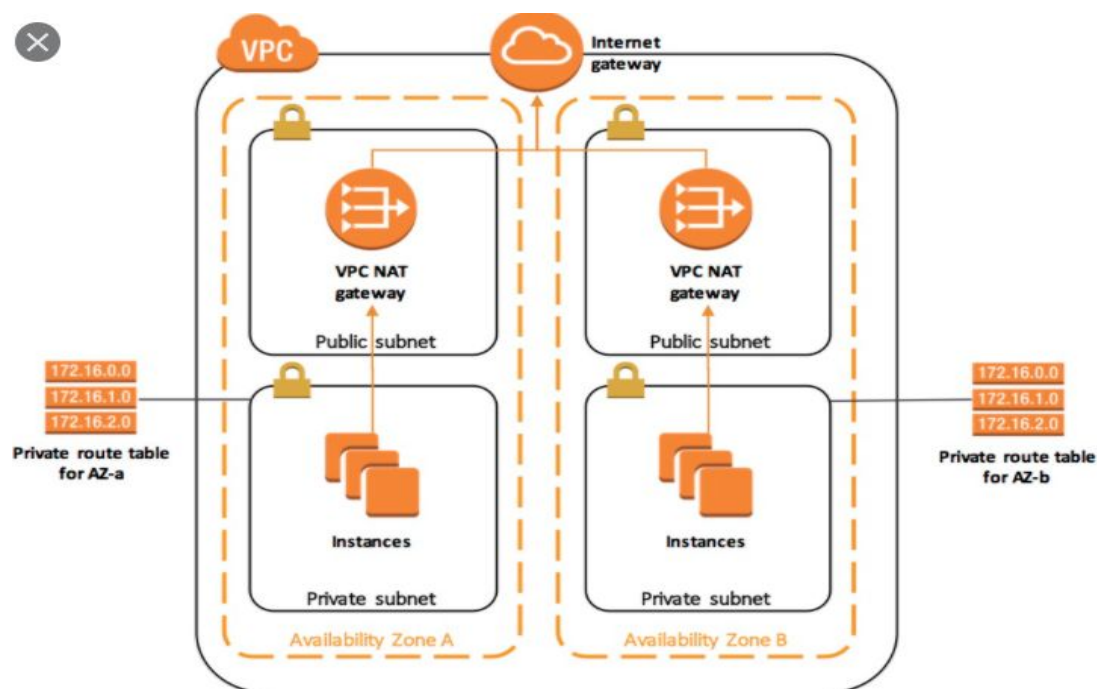 VPC
Internet
gateway
VPC NAT
gateway
Public subnet
VPC NAT
gateway
Public subnet
172.16.0.0
172.16.1.0
172.16.2.0
Private route table
for AZ-a
172.16.0.0
172.16.1.0
172.16.2.0
Private route table
for AZ-b
Instances
Private subnet
Instances
Private subnet
Availability Zone A
Availability Zone B